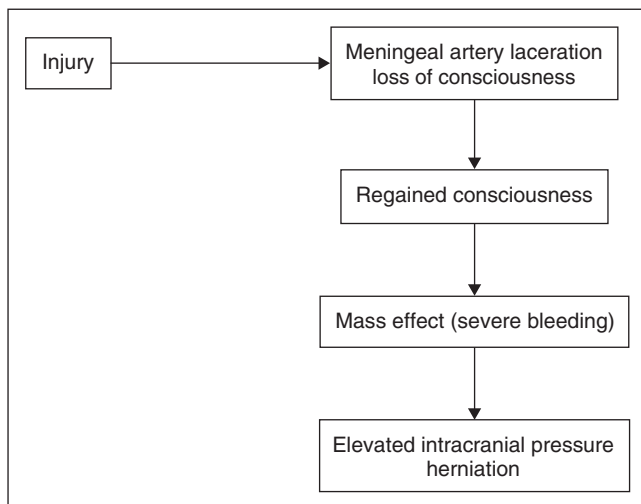 Injury
Meningeal artery laceration
loss of consciousness
Regained consciousness
Mass effect (severe bleeding)
Elevated intracranial pressure
herniation